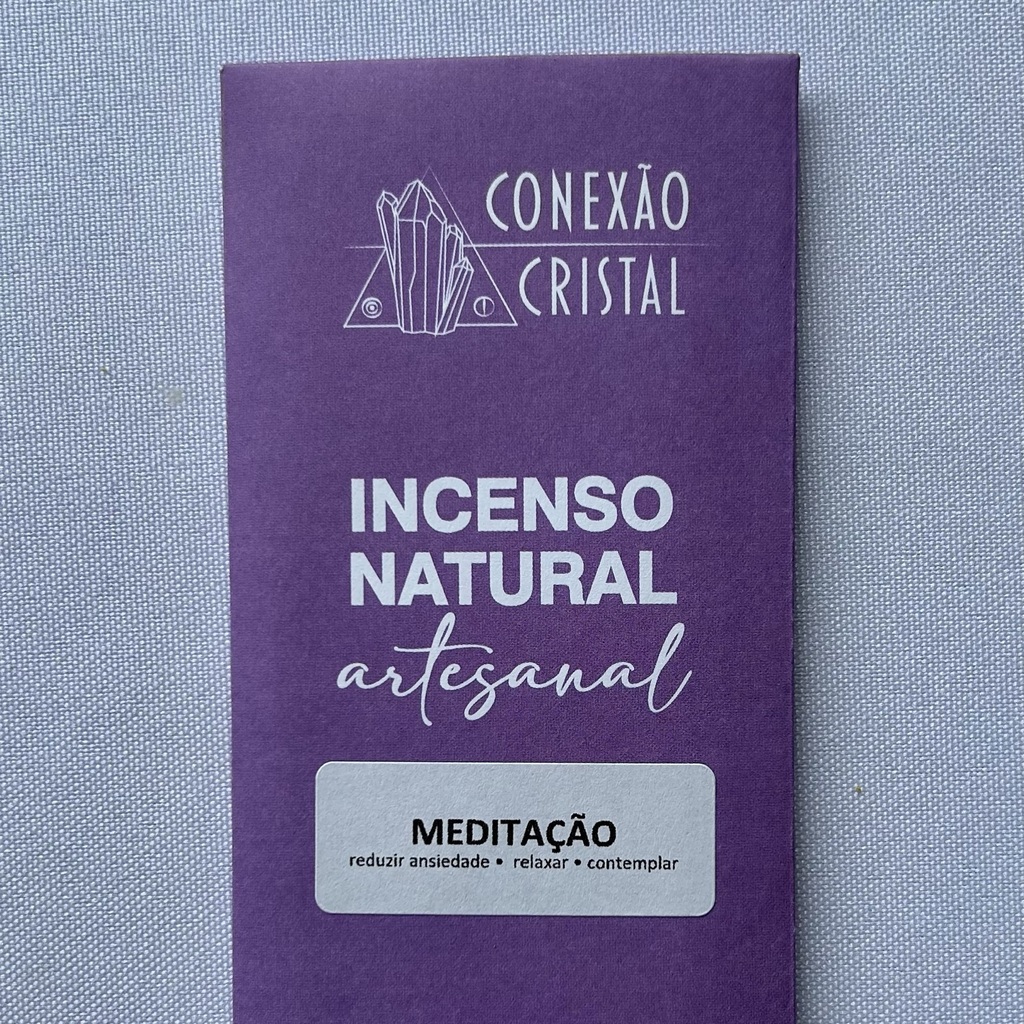 CONEXÃO
CRISTAL
INCENSO
NATURAL
artesanal
MEDITAÇÃO
reduzir ansiedade • relaxar • contemplar